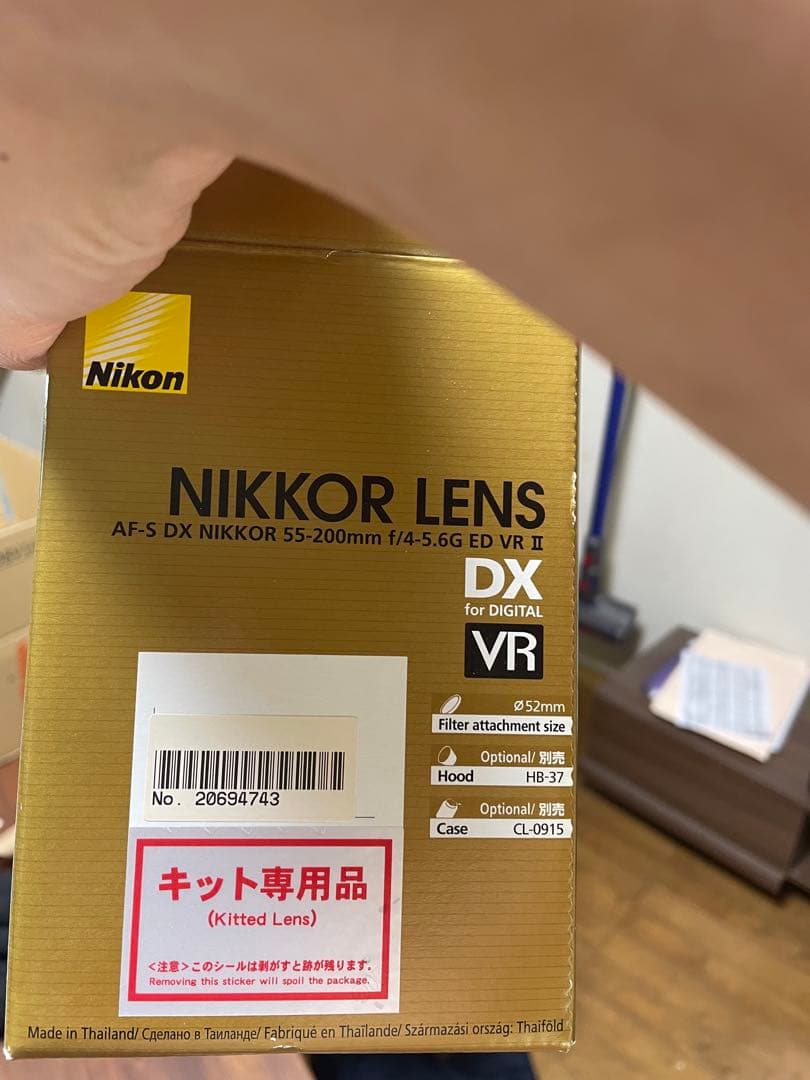 Nikon
NIKKOR LENS
AF-S DX NIKKOR 55-200mm f/4-5.6G ED VR Ⅱ
DX
for DIGITAL
VR
⌀52mm
Filter attachment size
Optional/ 別売
Hood HB-37
Optional/ 別売
Case CL-0915
No. 20694743
キット専用品
(Kitted Lens)
<注意>このシールは剥がすと跡が残ります.
Removing this sticker will spoil the package.
Made in Thailand/ Сделано в Таиланде/ Fabriqué en Thaïlande/ Származási ország: Thaiföld